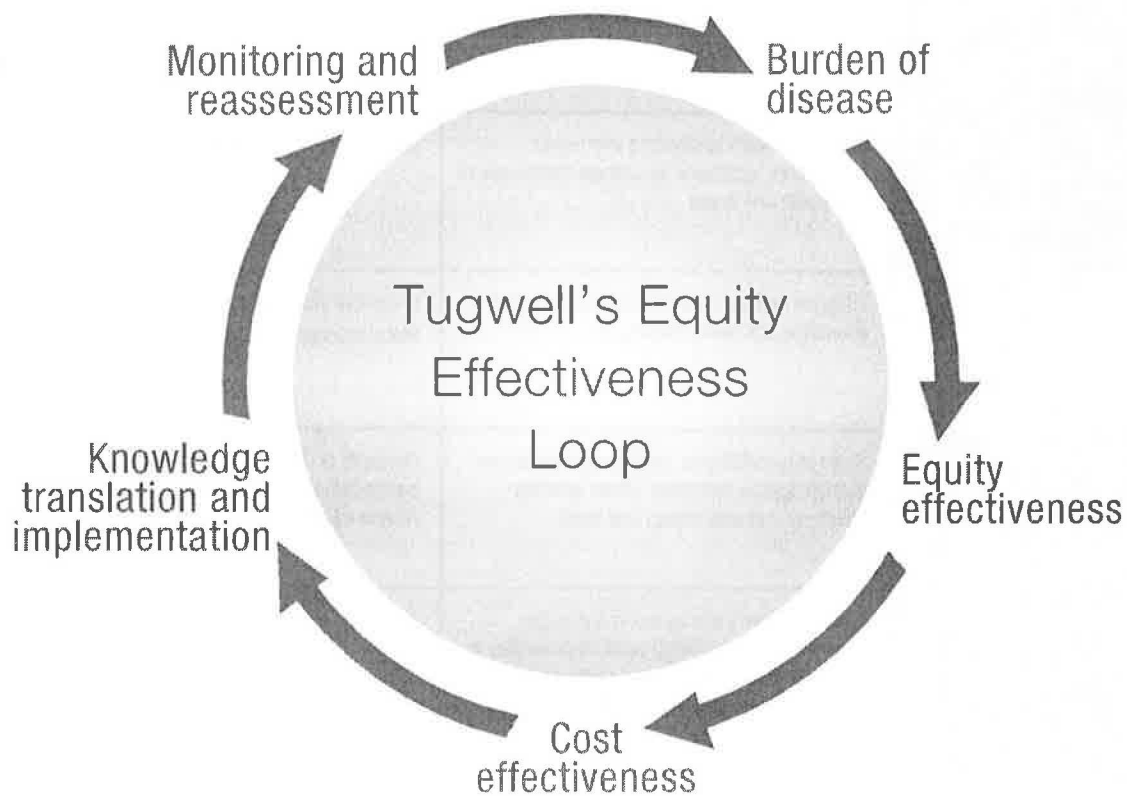 Monitoring and
reassessment
Burden of
disease
Tugwell's Equity
Effectiveness
Loop
Equity
effectiveness
Cost
effectiveness
Knowledge
translation and
implementation